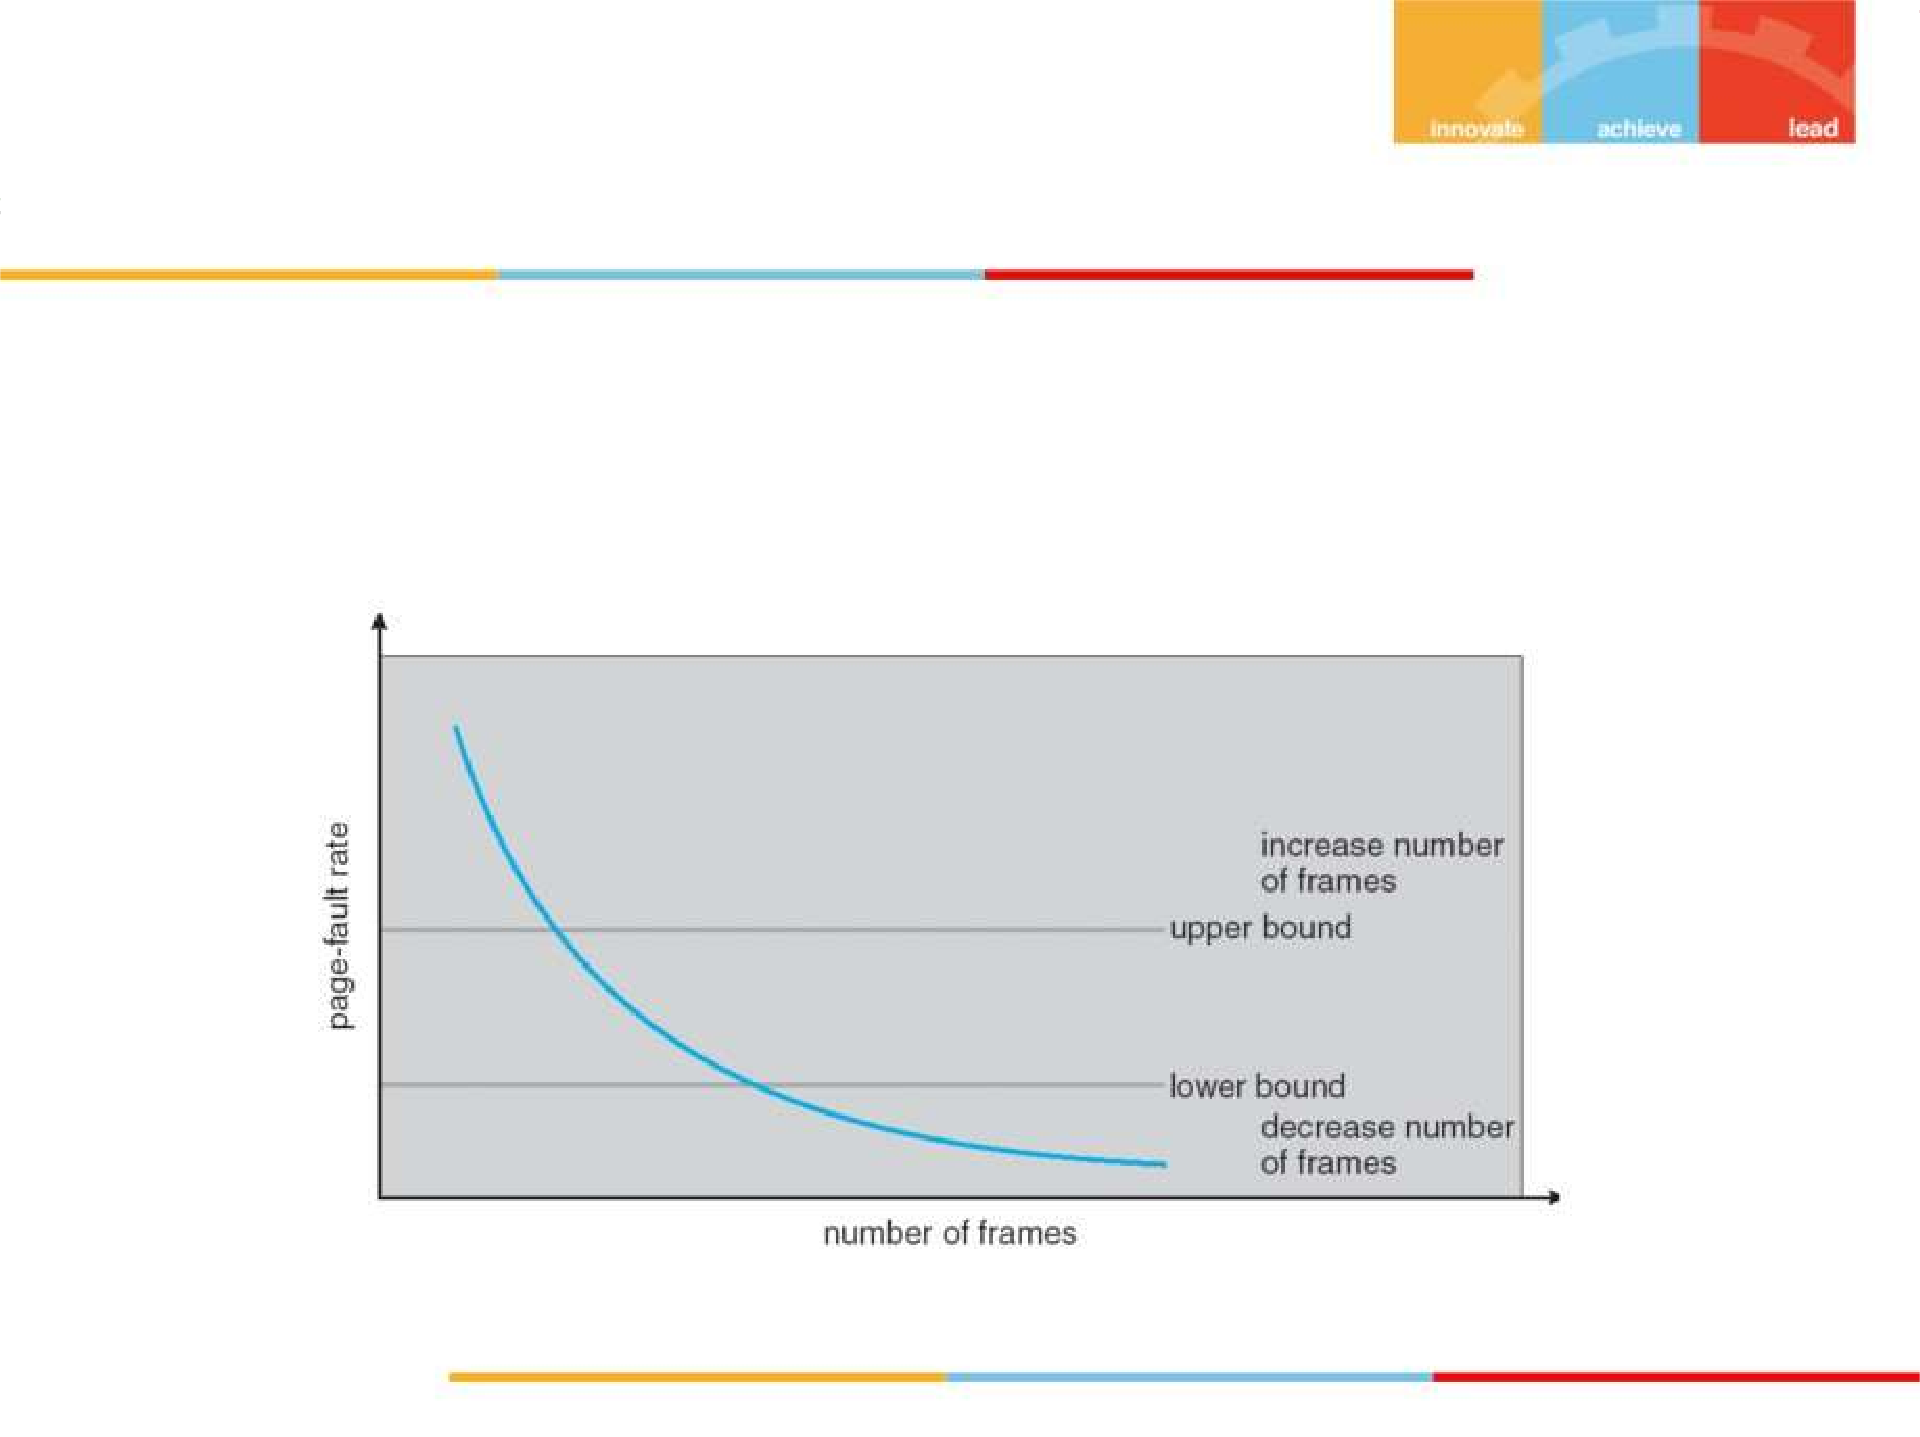 innovate
achieve
lead
page-fault rate
increase number
of frames
upper bound
lower bound
decrease number
of frames
number of frames